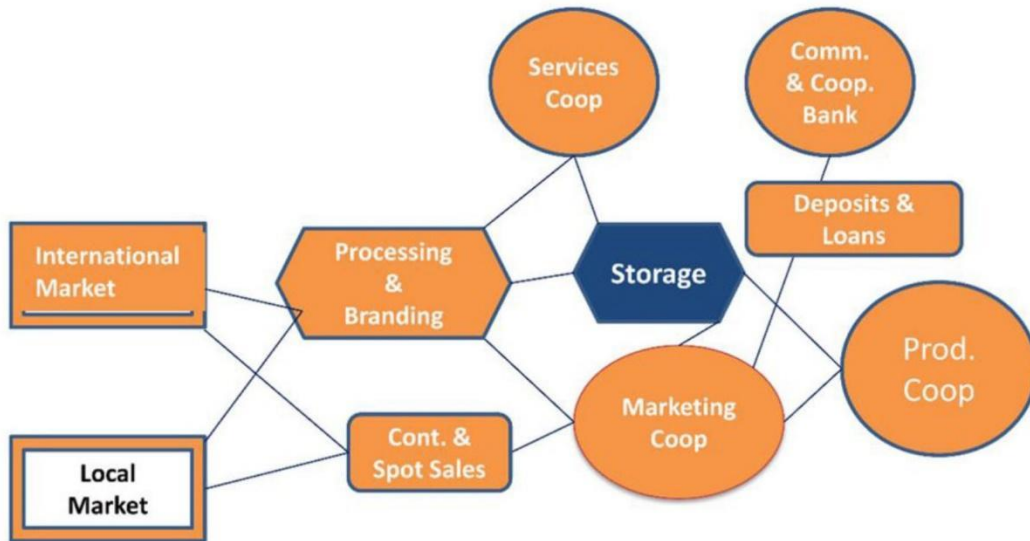 Services
Coop
Comm.
& Coop.
Bank
Deposits &
Loans
International
Market
Processing
&
Branding
Storage
Prod.
Coop
Marketing
Coop
Cont. &
Spot Sales
Local
Market